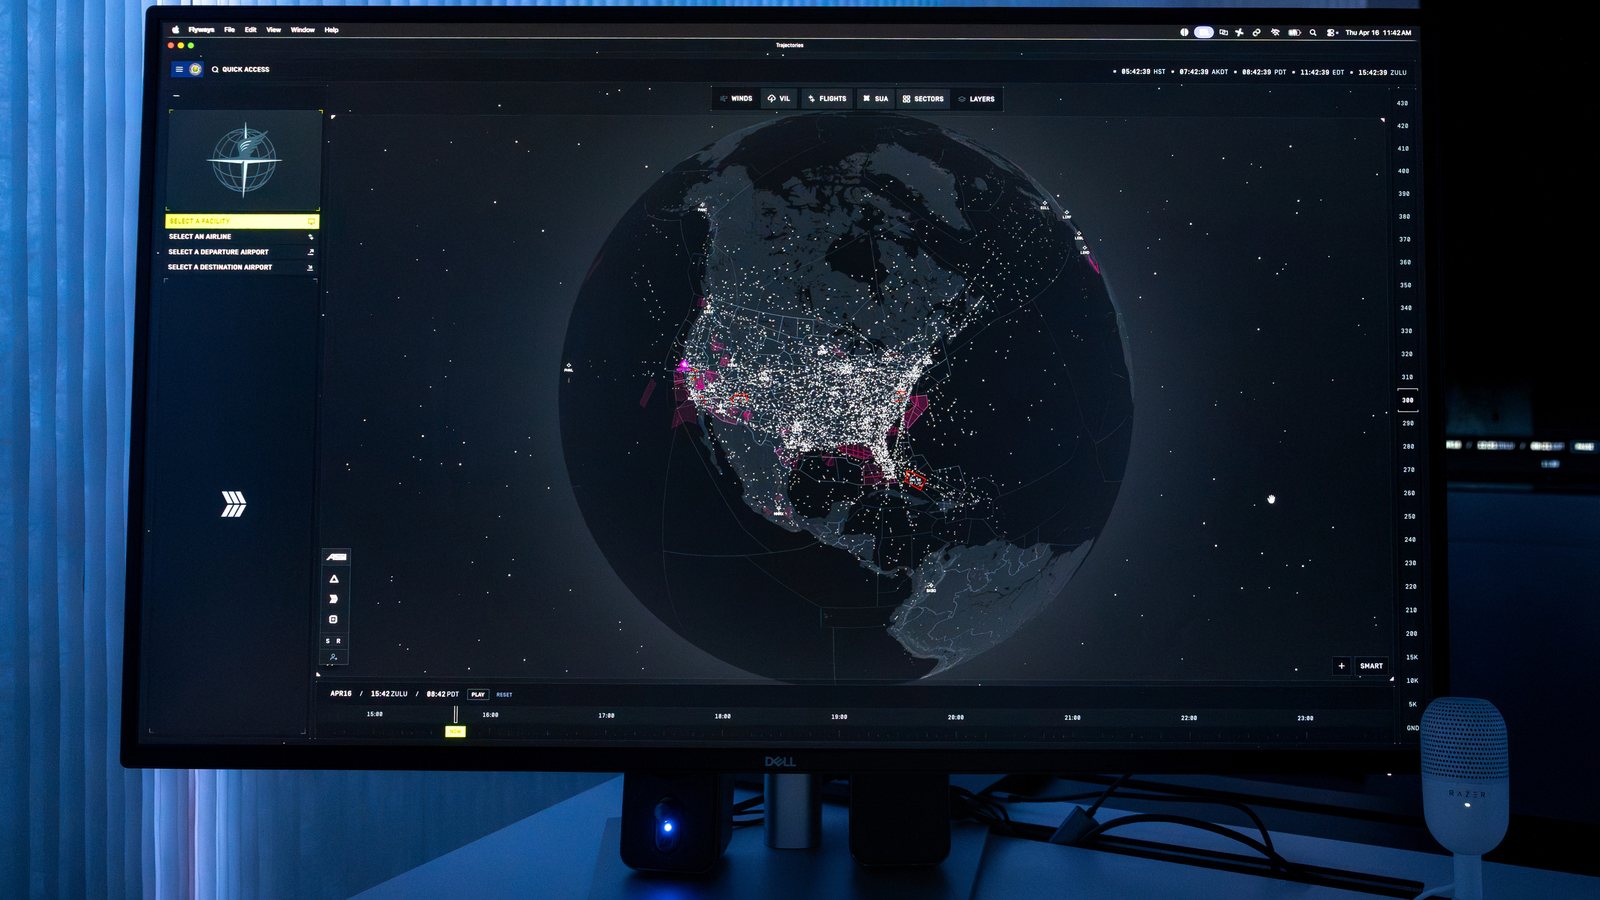 Flyways File Edit View Window Help
Thu Apr 16 11:42AM
Trajectories
QUICK ACCESS
05:42:39 HST 07:42:39 AKDT 08:42:39 PDT 11:42:39 EDT 15:42:39 ZULU
WINDS VIL FLIGHTS SUA SECTORS LAYERS
SELECT A FACILITY
SELECT AN AIRLINE
SELECT A DEPARTURE AIRPORT
SELECT A DESTINATION AIRPORT
430
420
410
400
390
380
370
360
350
340
330
320
310
300
290
280
270
260
250
240
230
220
210
200
15K
10K
5K
GND
S R
+ SMART
APR16 / 15:42 ZULU / 08:42 PDT PLAY RESET
15:00 16:00 17:00 18:00 19:00 20:00 21:00 22:00 23:00
NOW
DELL
RAZER